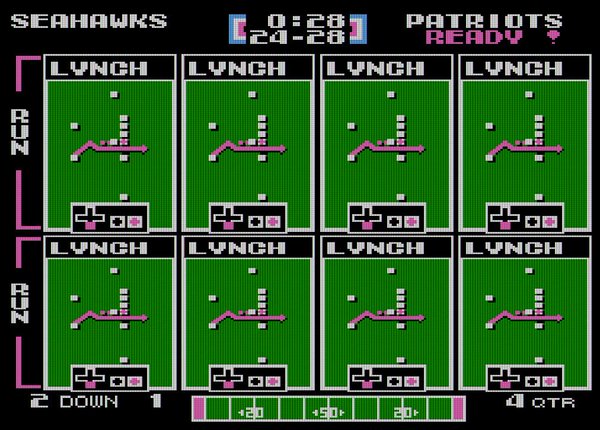 SEAHAWKS 0:28 PATRIOTS
24-28 READY !
LYNCH LYNCH LYNCH LYNCH
RUN
LYNCH LYNCH LYNCH LYNCH
RUN
2 DOWN 1 20 50 20 4 QTR